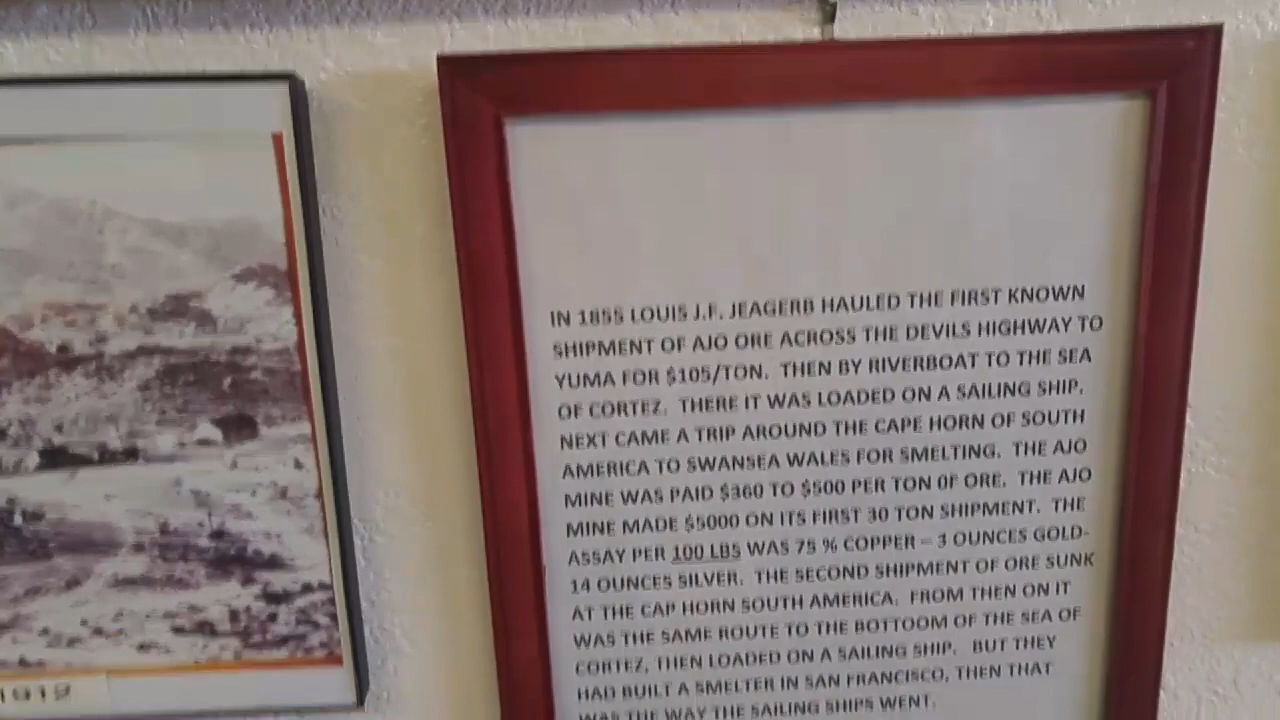 IN 1855 LOUIS J.F. JEAGERB HAULED THE FIRST KNOWN
SHIPMENT OF AJO ORE ACROSS THE DEVILS HIGHWAY TO
YUMA FOR $105/TON. THEN BY RIVERBOAT TO THE SEA
OF CORTEZ. THERE IT WAS LOADED ON A SAILING SHIP.
NEXT CAME A TRIP AROUND THE CAPE HORN OF SOUTH
AMERICA TO SWANSEA WALES FOR SMELTING. THE AJO
MINE WAS PAID $360 TO $500 PER TON OF ORE. THE AJO
MINE MADE $5000 ON ITS FIRST 30 TON SHIPMENT. THE
ASSAY PER 100 LBS WAS 75 % COPPER – 3 OUNCES GOLD-
14 OUNCES SILVER. THE SECOND SHIPMENT OF ORE SUNK
AT THE CAP HORN SOUTH AMERICA. FROM THEN ON IT
WAS THE SAME ROUTE TO THE BOTTOOM OF THE SEA OF
CORTEZ, THEN LOADED ON A SAILING SHIP. BUT THEY
HAD BUILT A SMELTER IN SAN FRANCISCO, THEN THAT
WAS THE WAY THE SAILING SHIPS WENT.
1912